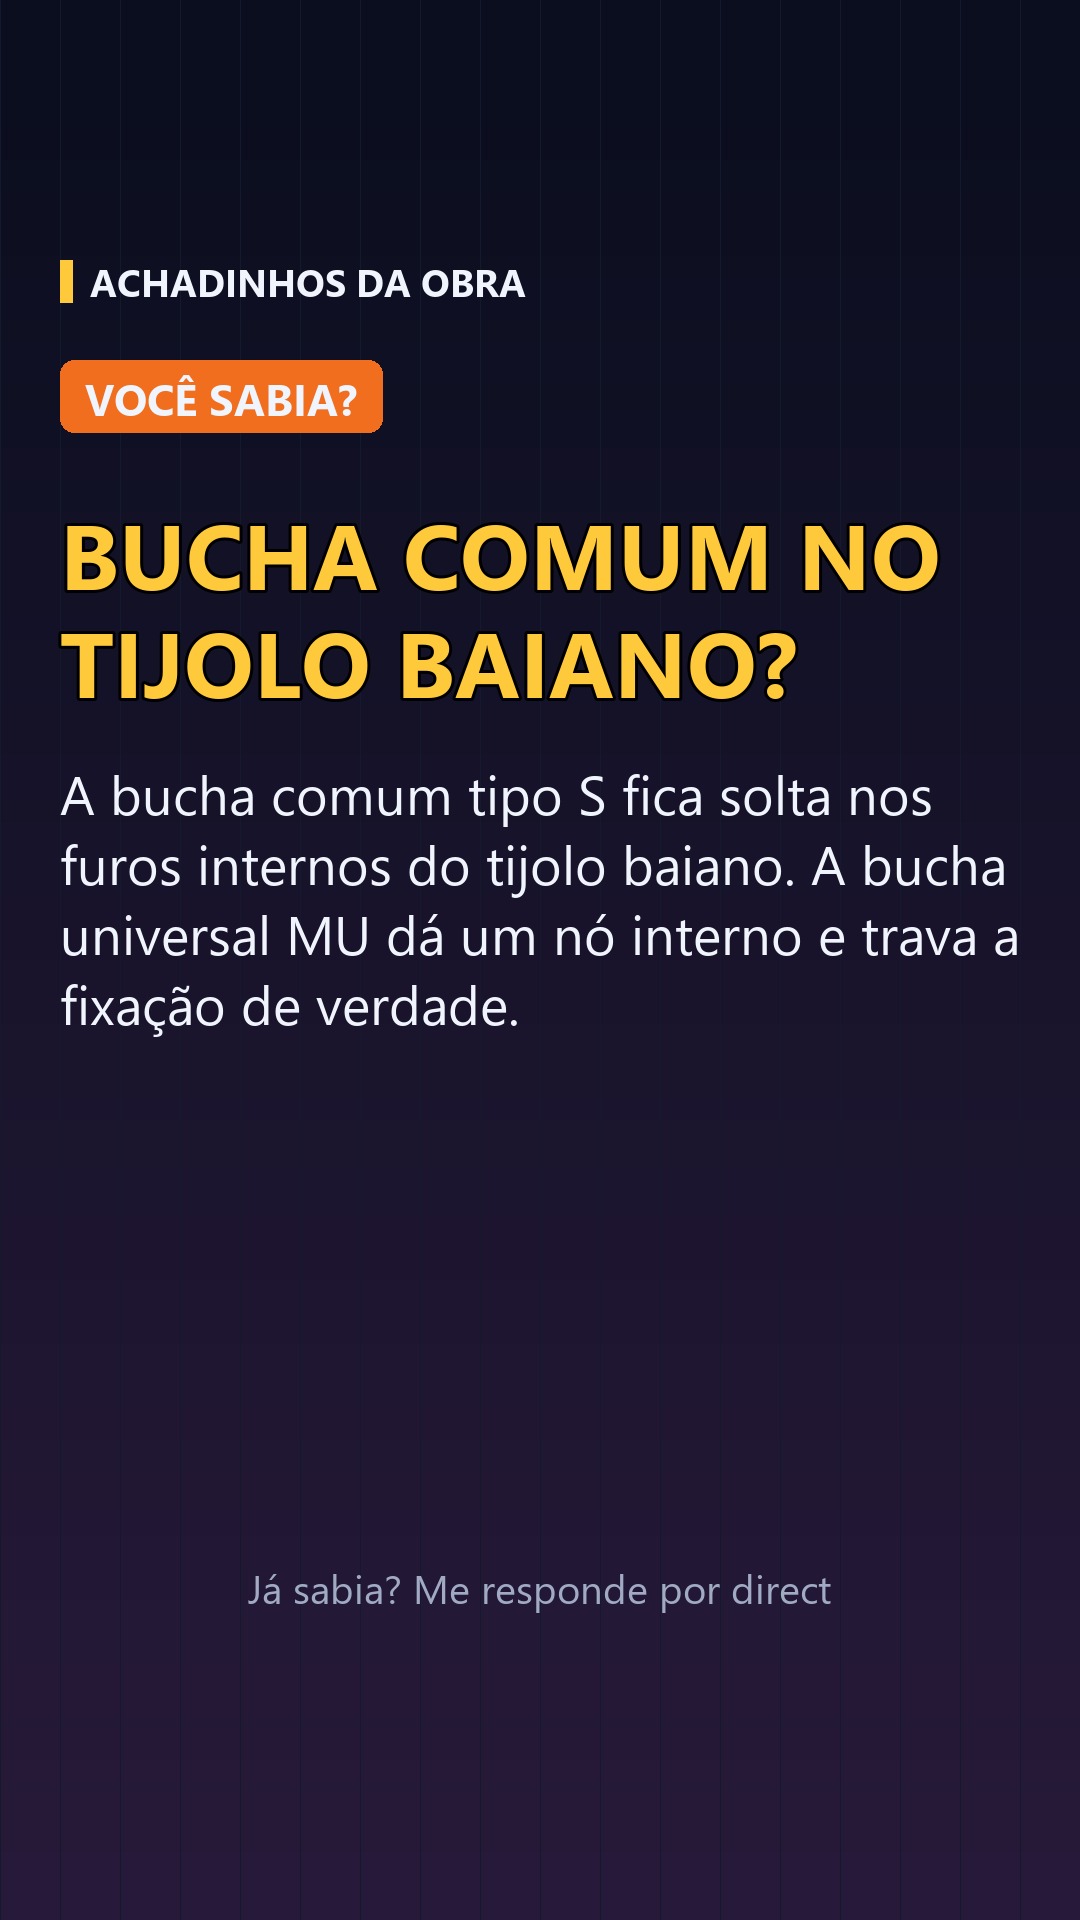 ACHADINHOS DA OBRA
VOCÊ SABIA?
BUCHA COMUM NO
TIJOLO BAIANO?
A bucha comum tipo S fica solta nos
furos internos do tijolo baiano. A bucha
universal MU dá um nó interno e trava a
fixação de verdade.
Já sabia? Me responde por direct